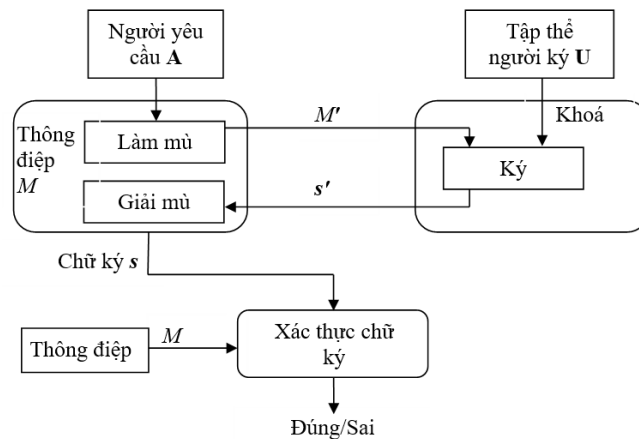 Người yêu
cầu A
Tập thể
người ký U
Thông
điệp
M
Làm mù
M'
Khoá
Ký
Giải mù
s'
Chữ ký s
Thông điệp
M
Xác thực chữ
ký
Đúng/Sai